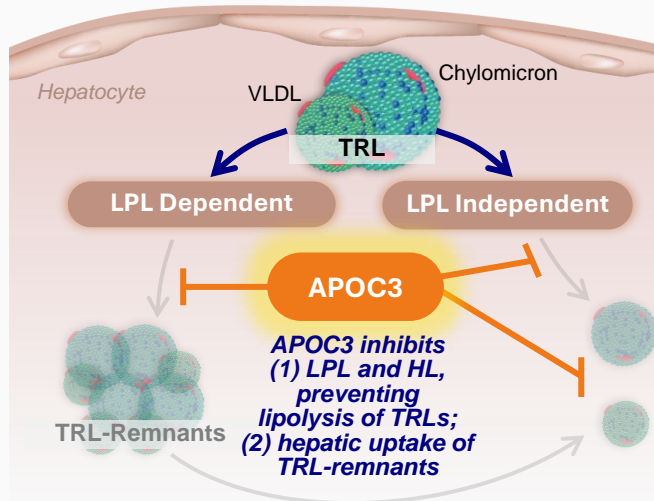 Hepatocyte
VLDL
Chylomicron
TRL
LPL Dependent
LPL Independent
APOC3
APOC3 inhibits
(1) LPL and HL,
preventing
lipolysis of TRLs;
(2) hepatic uptake of
TRL-remnants
TRL-Remnants